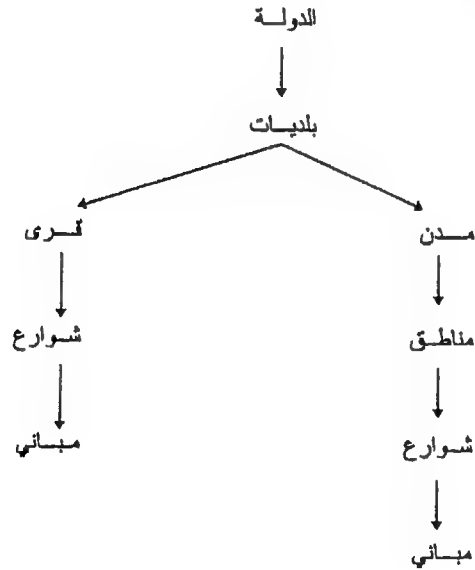 الدولة
بلديات
مدن
قرى
مناطق
شوارع
شوارع
مباني
مباني